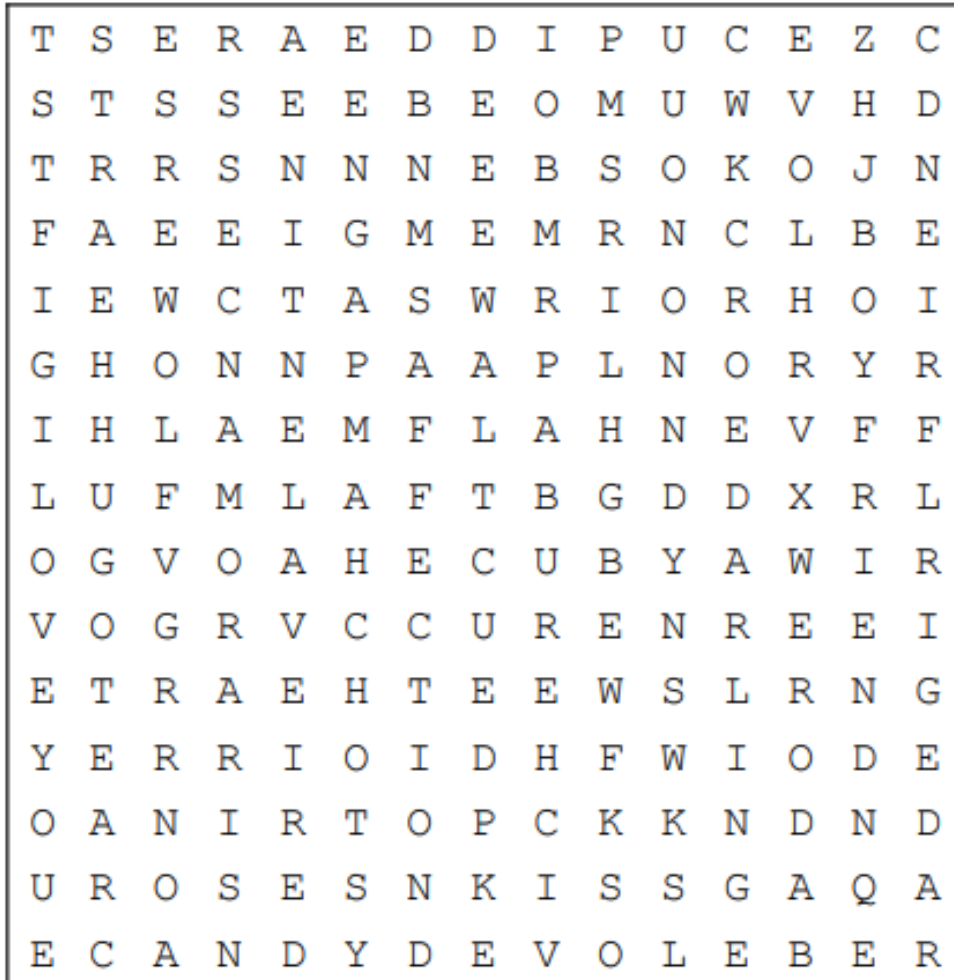 T S E R A E D D I P U C E Z C
S T S S E E B E O M U W V H D
T R R S N N N E B S O K O J N
F A E E I G M E M R N C L B E
I E W C T A S W R I O R H O I
G H O N N P A A P L N O R Y R
I H L A E M F L A H N E V F F
L U F M L A F T B G D D X R L
O G V O A H E C U B Y A W I R
V O G R V C C U R E N R E E I
E T R A E H T E E W S L R N G
Y E R R I O I D H F W I O D E
O A N I R T O P C K K N D N D
U R O S E S N K I S S G A Q A
E C A N D Y D E V O L E B E R